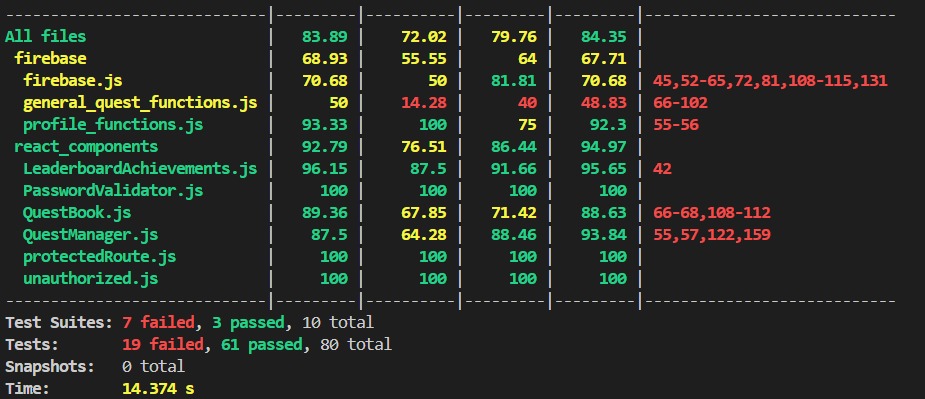 ---------------------------|---------|----------|---------|---------|--------------------------
All files                  |   83.89 |    72.02 |   79.76 |   84.35 |
 firebase                  |   68.93 |    55.55 |      64 |   67.71 |
  firebase.js              |   70.68 |       50 |   81.81 |   70.68 | 45,52-65,72,81,108-115,131
  general_quest_functions.js |      50 |    14.28 |      40 |   48.83 | 66-102
  profile_functions.js     |   93.33 |      100 |      75 |    92.3 | 55-56
 react_components          |   92.79 |    76.51 |   86.44 |   94.97 |
  LeaderboardAchievements.js |   96.15 |     87.5 |   91.66 |   95.65 | 42
  PasswordValidator.js     |     100 |      100 |     100 |     100 |
  QuestBook.js             |   89.36 |    67.85 |   71.42 |   88.63 | 66-68,108-112
  QuestManager.js          |    87.5 |    64.28 |   88.46 |   93.84 | 55,57,122,159
  protectedRoute.js        |     100 |      100 |     100 |     100 |
  unauthorized.js          |     100 |      100 |     100 |     100 |
---------------------------|---------|----------|---------|---------|--------------------------
Test Suites: 7 failed, 3 passed, 10 total
Tests:       19 failed, 61 passed, 80 total
Snapshots:   0 total
Time:        14.374 s